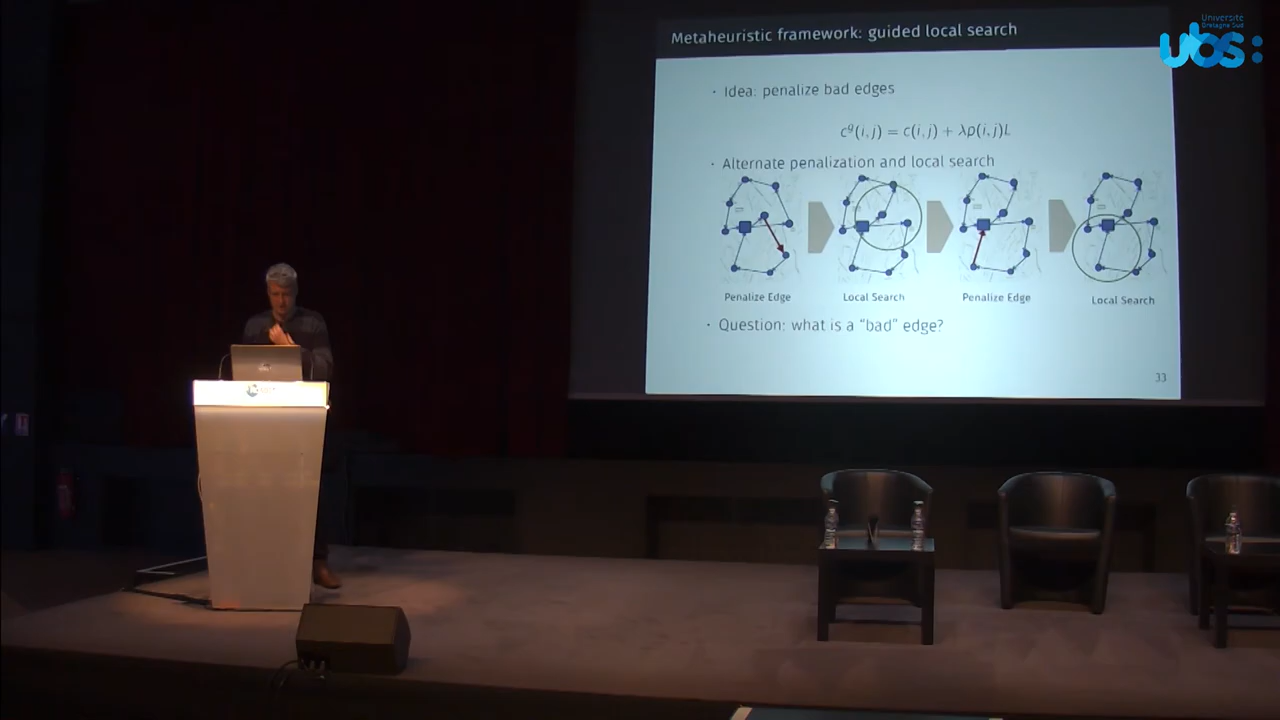 Metaheuristic framework: guided local search
Université
Bretagne Sud
ubs:
· Idea: penalize bad edges
c^g(i,j) = c(i,j) + λp(i,j)L
· Alternate penalization and local search
Penalize Edge
Local Search
Penalize Edge
Local Search
· Question: what is a “bad” edge?
33